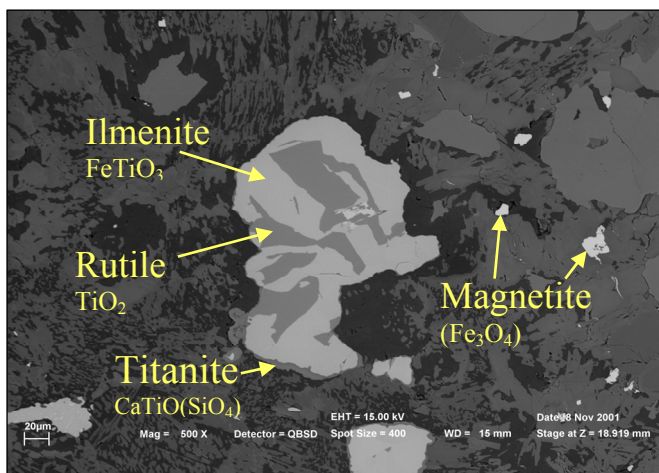 Ilmenite
FeTiO₃
Rutile
TiO₂
Magnetite
(Fe₃O₄)
Titanite
CaTiO(SiO₄)
20µm
EHT = 15.00 kV
Mag = 500 X
Detector = QBSD
Spot Size = 400
WD = 15 mm
Nov 2001
Stage at Z = 18.919 mm